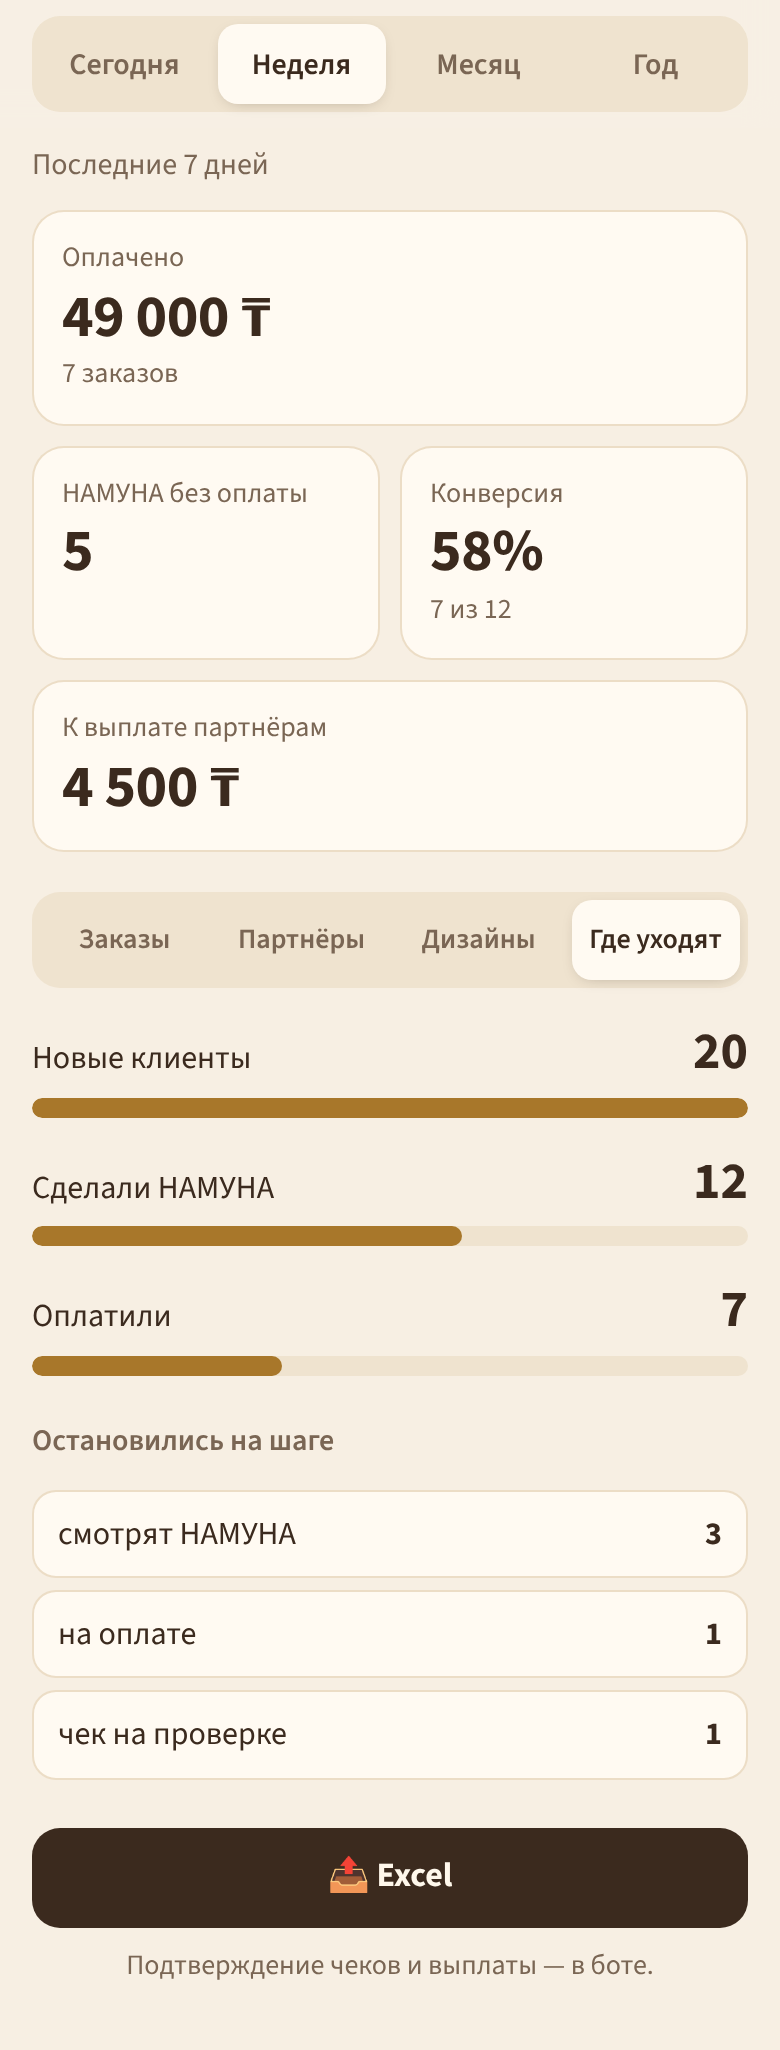 Сегодня Неделя Месяц Год
Последние 7 дней
Оплачено
49 000 ₸
7 заказов
НАМУНА без оплаты
5
Конверсия
58%
7 из 12
К выплате партнёрам
4 500 ₸
Заказы Партнёры Дизайны Где уходят
Новые клиенты 20
Сделали НАМУНА 12
Оплатили 7
Остановились на шаге
смотрят НАМУНА 3
на оплате 1
чек на проверке 1
📤 Excel
Подтверждение чеков и выплаты — в боте.